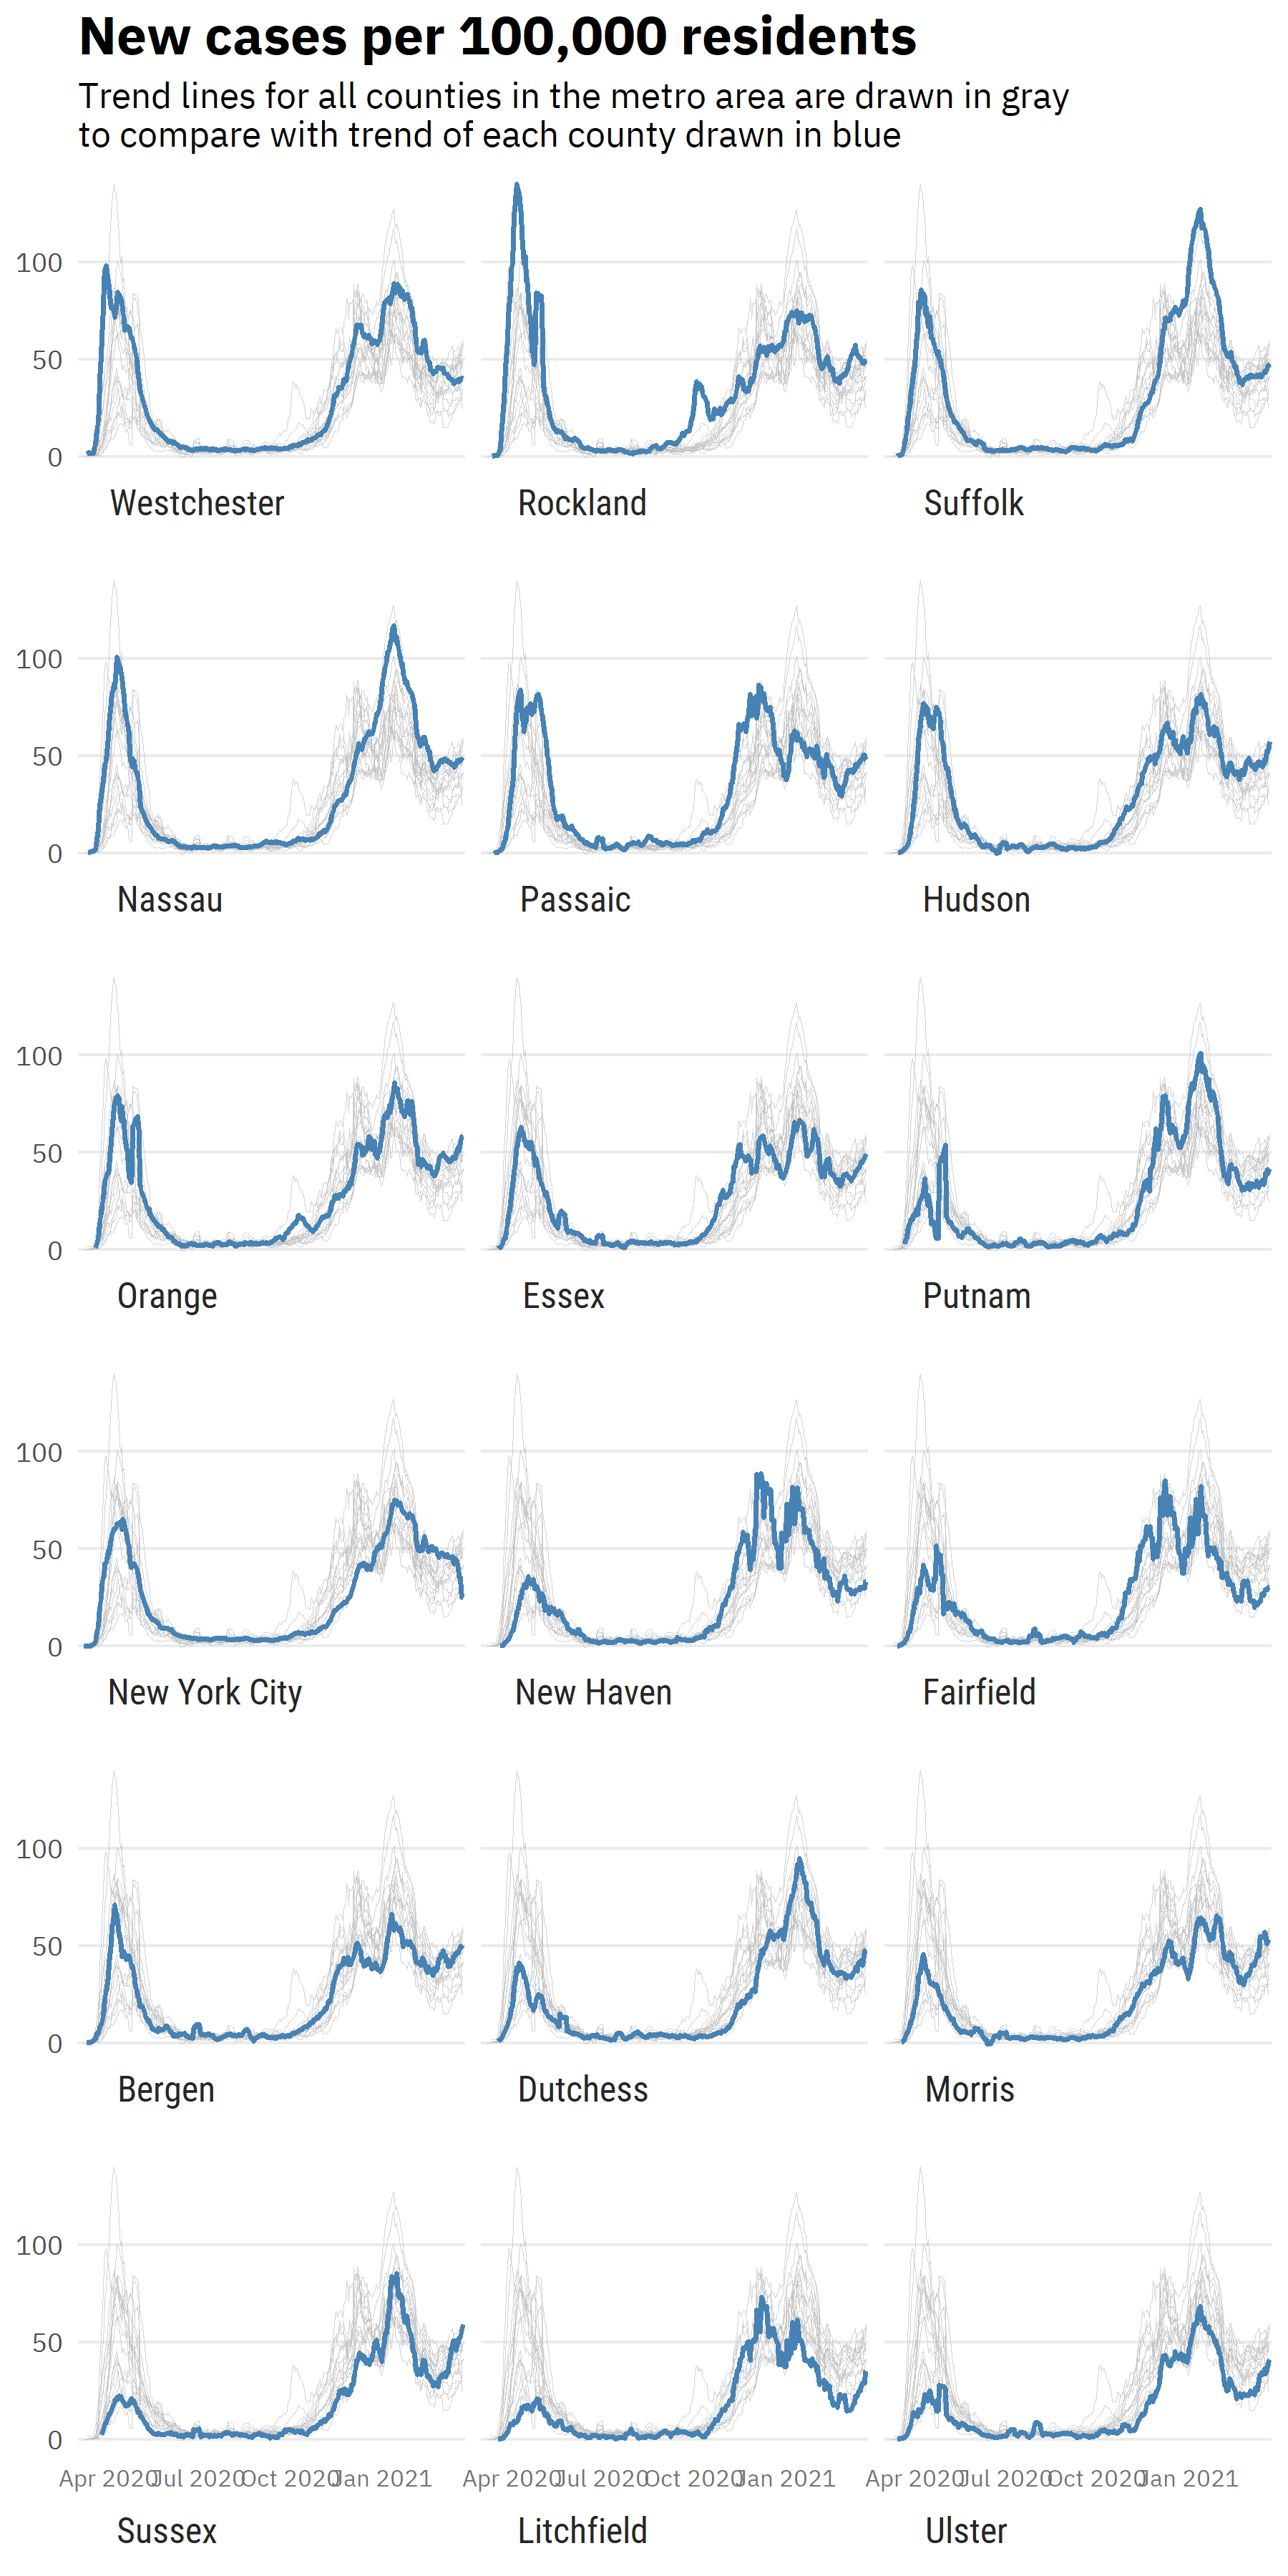 New cases per 100,000 residents
Trend lines for all counties in the metro area are drawn in gray
to compare with trend of each county drawn in blue
100
50
0
Westchester Rockland Suffolk
100
50
0
Nassau Passaic Hudson
100
50
0
Orange Essex Putnam
100
50
0
New York City New Haven Fairfield
100
50
0
Bergen Dutchess Morris
100
50
0
Apr 2020 Jul 2020 Oct 2020 Jan 2021 Apr 2020 Jul 2020 Oct 2020 Jan 2021 Apr 2020 Jul 2020 Oct 2020 Jan 2021
Sussex Litchfield Ulster